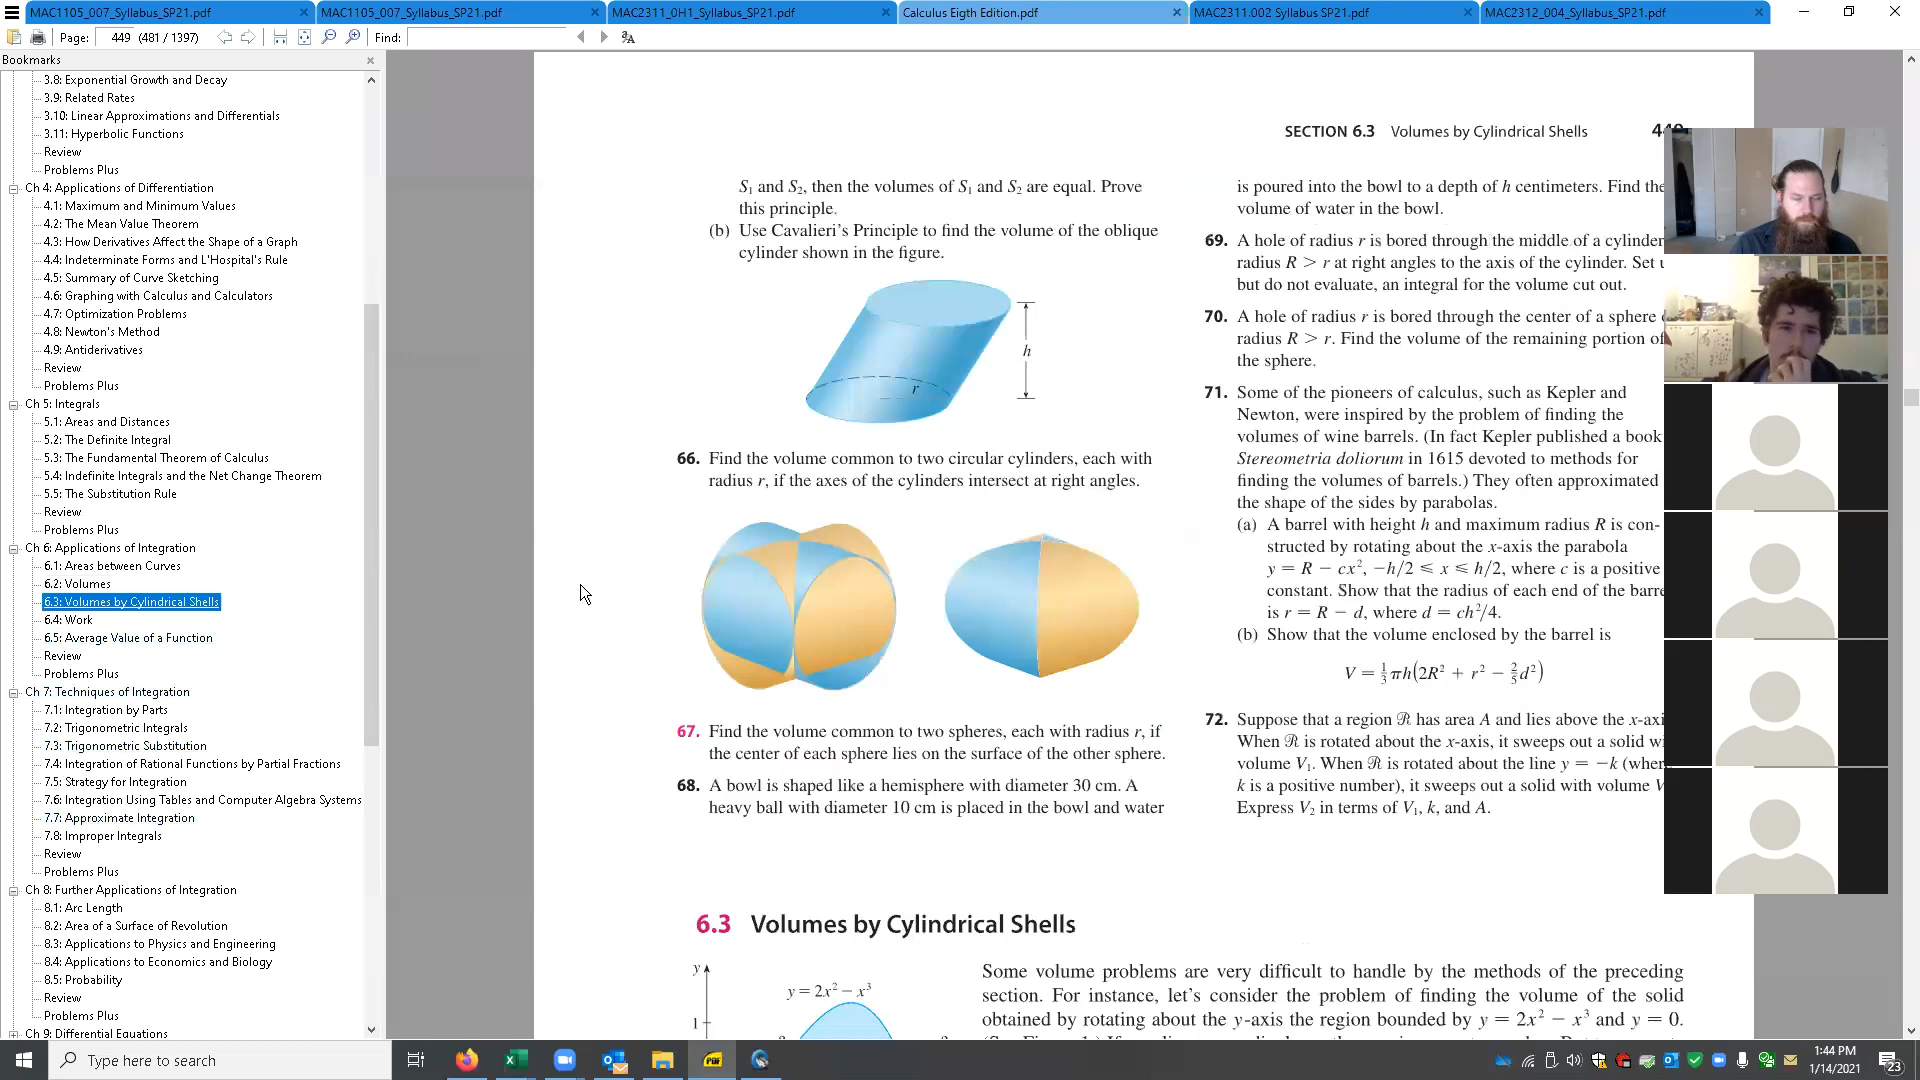 MAC1105_007_Syllabus_SP21.pdf
MAC1105_007_Syllabus_SP21.pdf
MAC2311_0H1_Syllabus_SP21.pdf
Calculus Eigth Edition.pdf
MAC2311.002 Syllabus SP21.pdf
MAC2312_004_Syllabus_SP21.pdf
Page: 449 (481 / 1397)
Find:
Bookmarks
3.8: Exponential Growth and Decay
3.9: Related Rates
3.10: Linear Approximations and Differentials
3.11: Hyperbolic Functions
Review
Problems Plus
Ch 4: Applications of Differentiation
4.1: Maximum and Minimum Values
4.2: The Mean Value Theorem
4.3: How Derivatives Affect the Shape of a Graph
4.4: Indeterminate Forms and L'Hospital's Rule
4.5: Summary of Curve Sketching
4.6: Graphing with Calculus and Calculators
4.7: Optimization Problems
4.8: Newton's Method
4.9: Antiderivatives
Review
Problems Plus
Ch 5: Integrals
5.1: Areas and Distances
5.2: The Definite Integral
5.3: The Fundamental Theorem of Calculus
5.4: Indefinite Integrals and the Net Change Theorem
5.5: The Substitution Rule
Review
Problems Plus
Ch 6: Applications of Integration
6.1: Areas between Curves
6.2: Volumes
6.3: Volumes by Cylindrical Shells
6.4: Work
6.5: Average Value of a Function
Review
Problems Plus
Ch 7: Techniques of Integration
7.1: Integration by Parts
7.2: Trigonometric Integrals
7.3: Trigonometric Substitution
7.4: Integration of Rational Functions by Partial Fractions
7.5: Strategy for Integration
7.6: Integration Using Tables and Computer Algebra Systems
7.7: Approximate Integration
7.8: Improper Integrals
Review
Problems Plus
Ch 8: Further Applications of Integration
8.1: Arc Length
8.2: Area of a Surface of Revolution
8.3: Applications to Physics and Engineering
8.4: Applications to Economics and Biology
8.5: Probability
Review
Problems Plus
Ch 9: Differential Equations
SECTION 6.3 Volumes by Cylindrical Shells 449
S₁ and S₂, then the volumes of S₁ and S₂ are equal. Prove
this principle.
(b) Use Cavalieri's Principle to find the volume of the oblique
cylinder shown in the figure.
h
r
66. Find the volume common to two circular cylinders, each with
radius r, if the axes of the cylinders intersect at right angles.
67. Find the volume common to two spheres, each with radius r, if
the center of each sphere lies on the surface of the other sphere.
68. A bowl is shaped like a hemisphere with diameter 30 cm. A
heavy ball with diameter 10 cm is placed in the bowl and water
is poured into the bowl to a depth of h centimeters. Find the
volume of water in the bowl.
69. A hole of radius r is bored through the middle of a cylinder
radius R > r at right angles to the axis of the cylinder. Set
but do not evaluate, an integral for the volume cut out.
70. A hole of radius r is bored through the center of a sphere
radius R > r. Find the volume of the remaining portion of
the sphere.
71. Some of the pioneers of calculus, such as Kepler and
Newton, were inspired by the problem of finding the
volumes of wine barrels. (In fact Kepler published a book
Stereometria doliorum in 1615 devoted to methods for
finding the volumes of barrels.) They often approximated
the shape of the sides by parabolas.
(a) A barrel with height h and maximum radius R is con-
structed by rotating about the x-axis the parabola
y = R − cx², −h/2 ⩽ x ⩽ h/2, where c is a positive
constant. Show that the radius of each end of the barre
is r = R − d, where d = ch²/4.
(b) Show that the volume enclosed by the barrel is
V = ⅓πh(2R² + r² − ⅖d²)
72. Suppose that a region ℛ has area A and lies above the x-axi
When ℛ is rotated about the x-axis, it sweeps out a solid wi
volume V₁. When ℛ is rotated about the line y = −k (wher
k is a positive number), it sweeps out a solid with volume V
Express V₂ in terms of V₁, k, and A.
6.3 Volumes by Cylindrical Shells
y
y = 2x² − x³
1
Some volume problems are very difficult to handle by the methods of the preceding
section. For instance, let's consider the problem of finding the volume of the solid
obtained by rotating about the y-axis the region bounded by y = 2x² − x³ and y = 0.
Type here to search
1:44 PM
1/14/2021
23